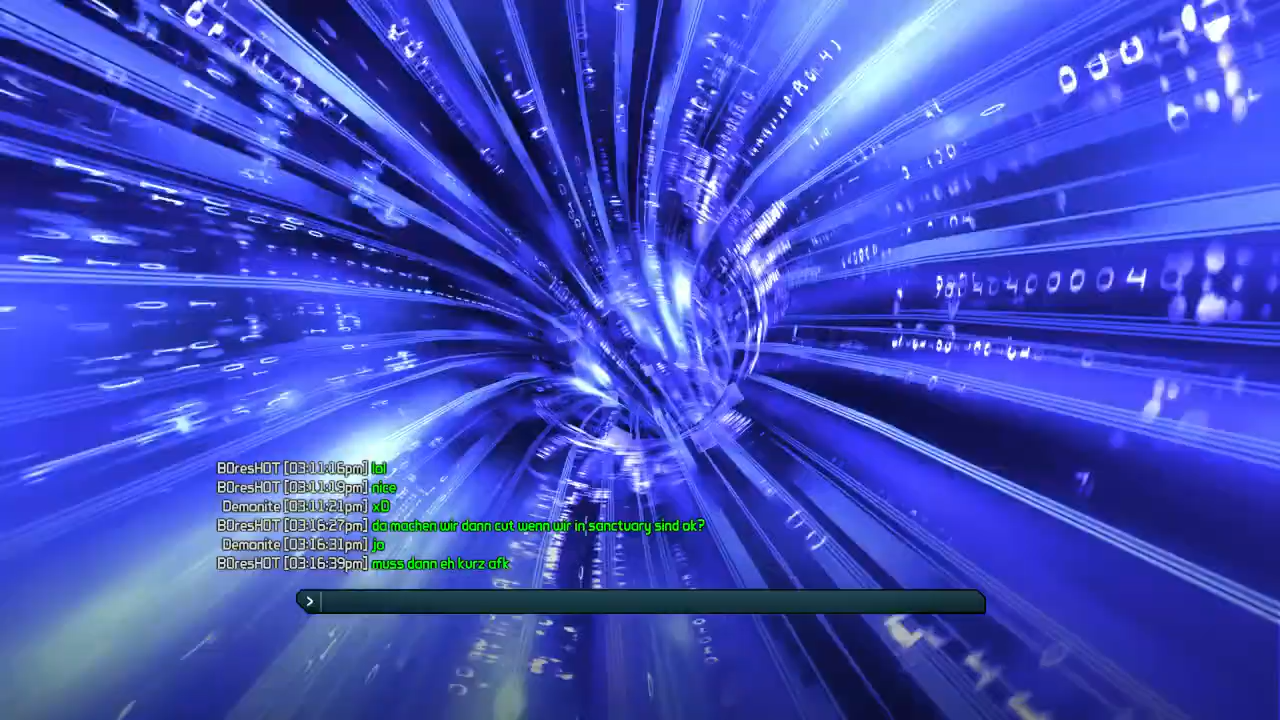 B0resHOT [03:11:16pm] lol
B0resHOT [03:11:19pm] nice
Demonite [03:11:21pm] xD
B0resHOT [03:16:27pm] da machen wir dann cut wenn wir in sanctuary sind ok?
Demonite [03:16:31pm] jo
B0resHOT [03:16:39pm] muss dann eh kurz afk
>